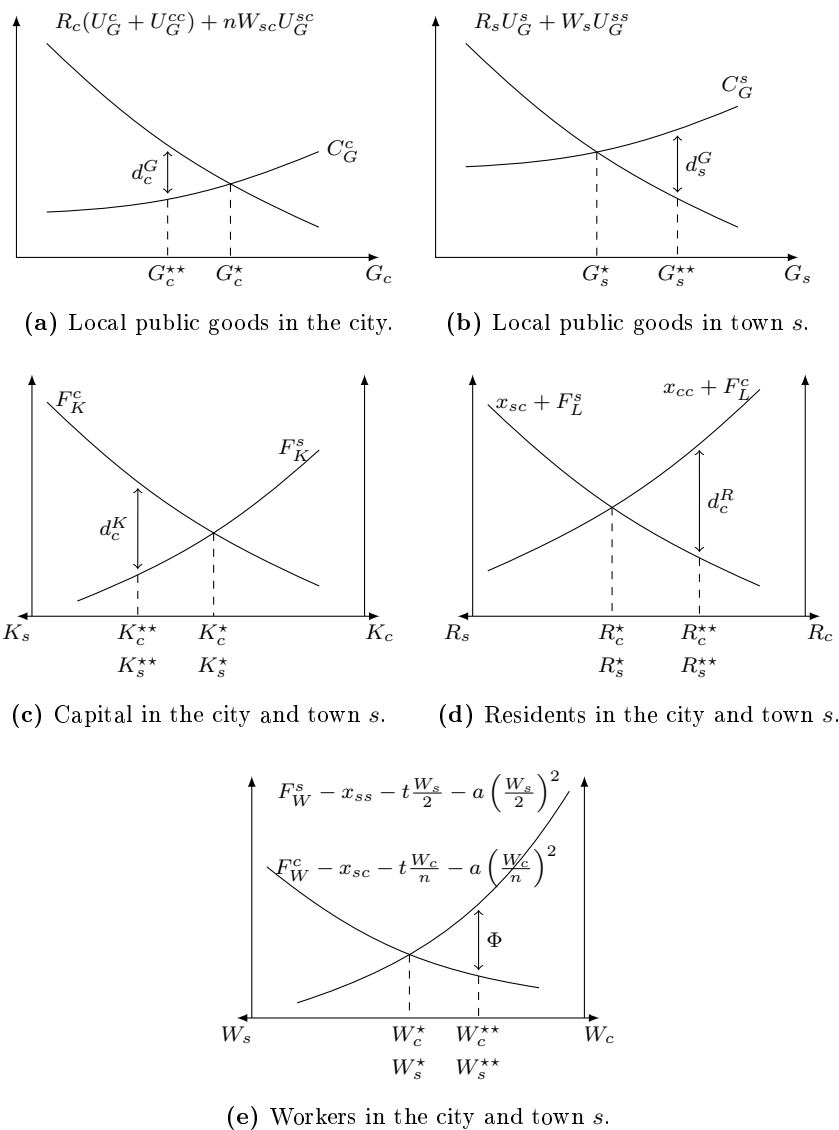 R_c(U_G^c + U_G^{cc}) + nW_{sc}U_G^{sc}
C_G^c
d_c^G
G_c^{⋆⋆} G_c^⋆ G_c
(a) Local public goods in the city.
R_sU_G^s + W_sU_G^{ss}
C_G^s
d_s^G
G_s^⋆ G_s^{⋆⋆} G_s
(b) Local public goods in town s.
F_K^c
F_K^s
d_c^K
K_s K_c^{⋆⋆} K_c^⋆ K_c
K_s^{⋆⋆} K_s^⋆
(c) Capital in the city and town s.
x_{sc} + F_L^s
x_{cc} + F_L^c
d_c^R
R_s R_c^⋆ R_c^{⋆⋆} R_c
R_s^⋆ R_s^{⋆⋆}
(d) Residents in the city and town s.
F_W^s − x_{ss} − t\frac{W_s}{2} − a(\frac{W_s}{2})^2
F_W^c − x_{sc} − t\frac{W_c}{n} − a(\frac{W_c}{n})^2
Φ
W_s W_c^⋆ W_c^{⋆⋆} W_c
W_s^⋆ W_s^{⋆⋆}
(e) Workers in the city and town s.